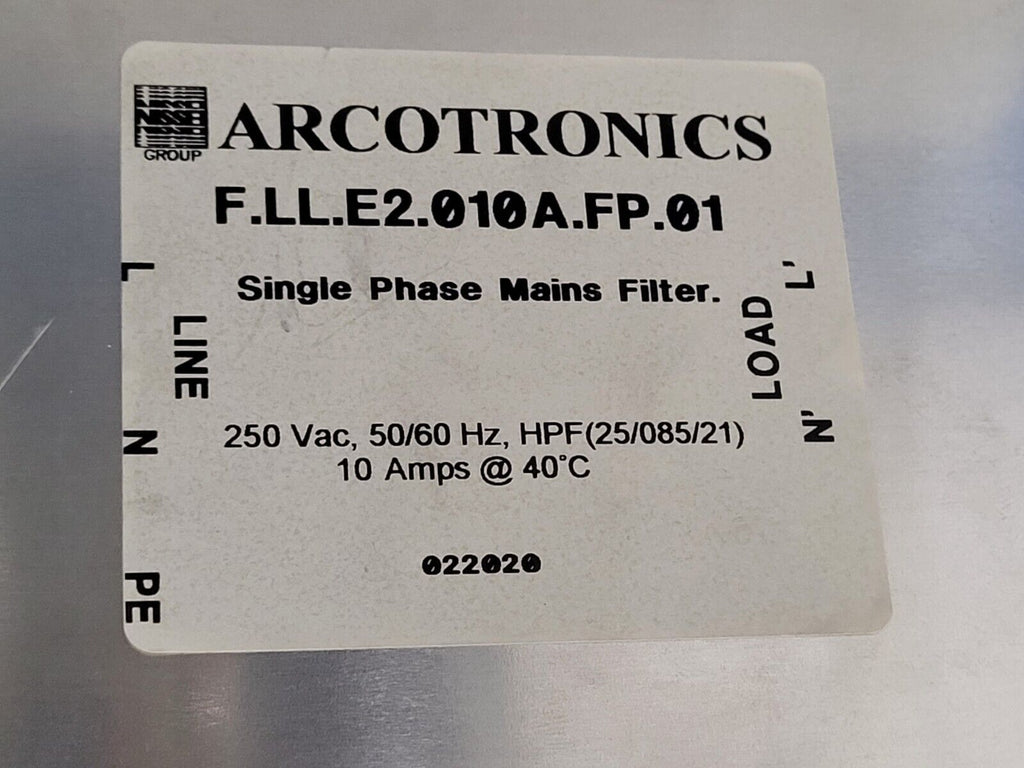 NISSEI
GROUP
ARCOTRONICS
F.LL.E2.010A.FP.01
Single Phase Mains Filter.
L
LINE
N
PE
L'
LOAD
N'
250 Vac, 50/60 Hz, HPF(25/085/21)
10 Amps @ 40°C
022020